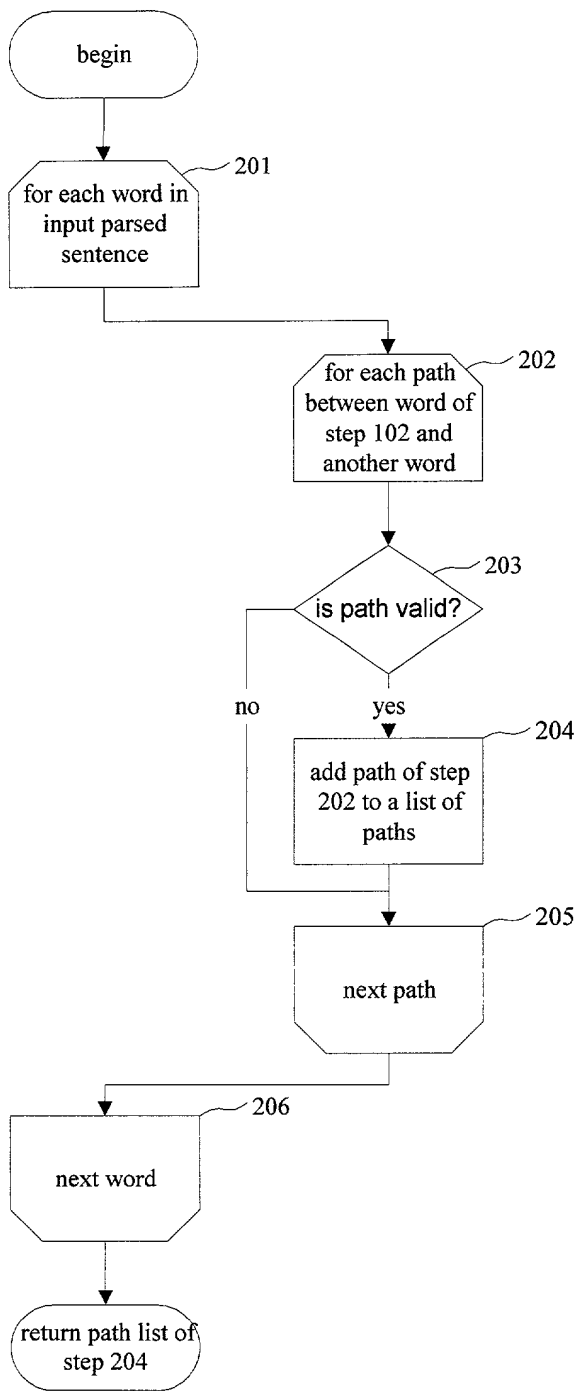 begin
201
for each word in
input parsed
sentence
202
for each path
between word of
step 102 and
another word
203
is path valid?
no
yes
204
add path of step
202 to a list of
paths
205
next path
206
next word
return path list of
step 204